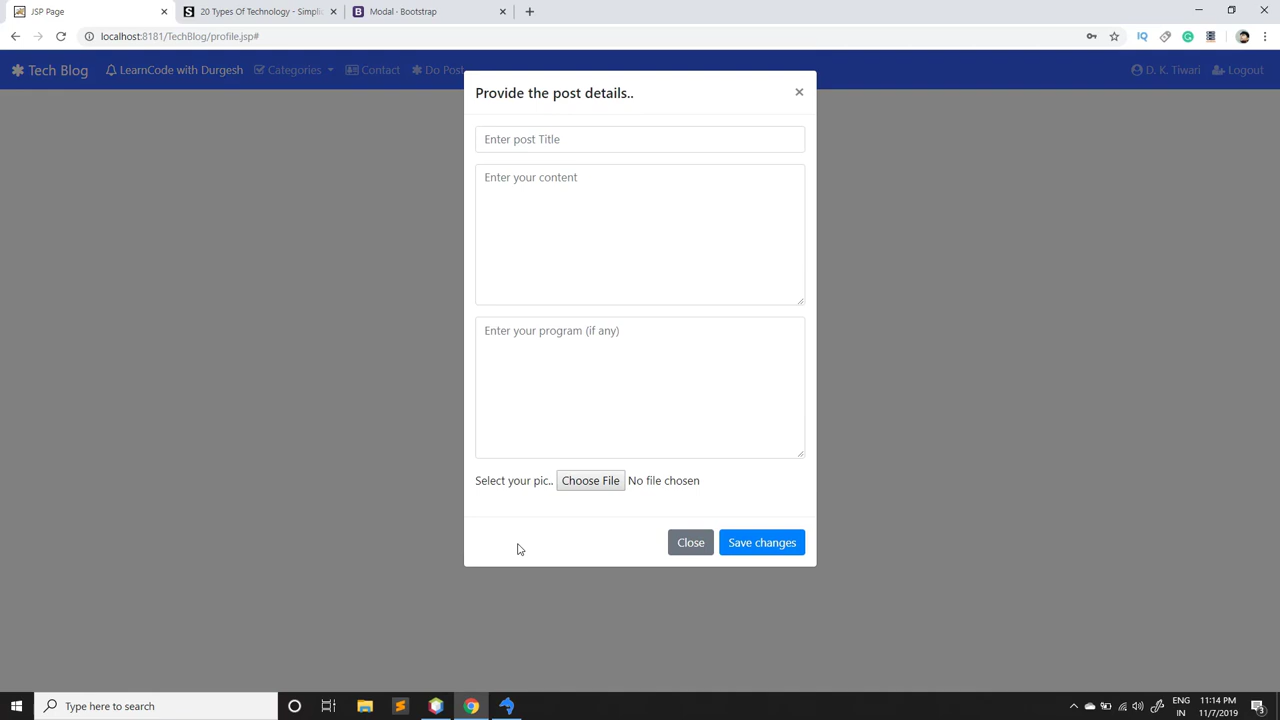 JSP Page
20 Types Of Technology - Simpli
Modal · Bootstrap
localhost:8181/TechBlog/profile.jsp#
IQ
Tech Blog LearnCode with Durgesh Categories Contact Do Post D. K. Tiwari Logout
Provide the post details..
Enter post Title
Enter your content
Enter your program (if any)
Select your pic.. Choose File No file chosen
Close Save changes
Type here to search
ENG 11:14 PM
IN 11/7/2019
3